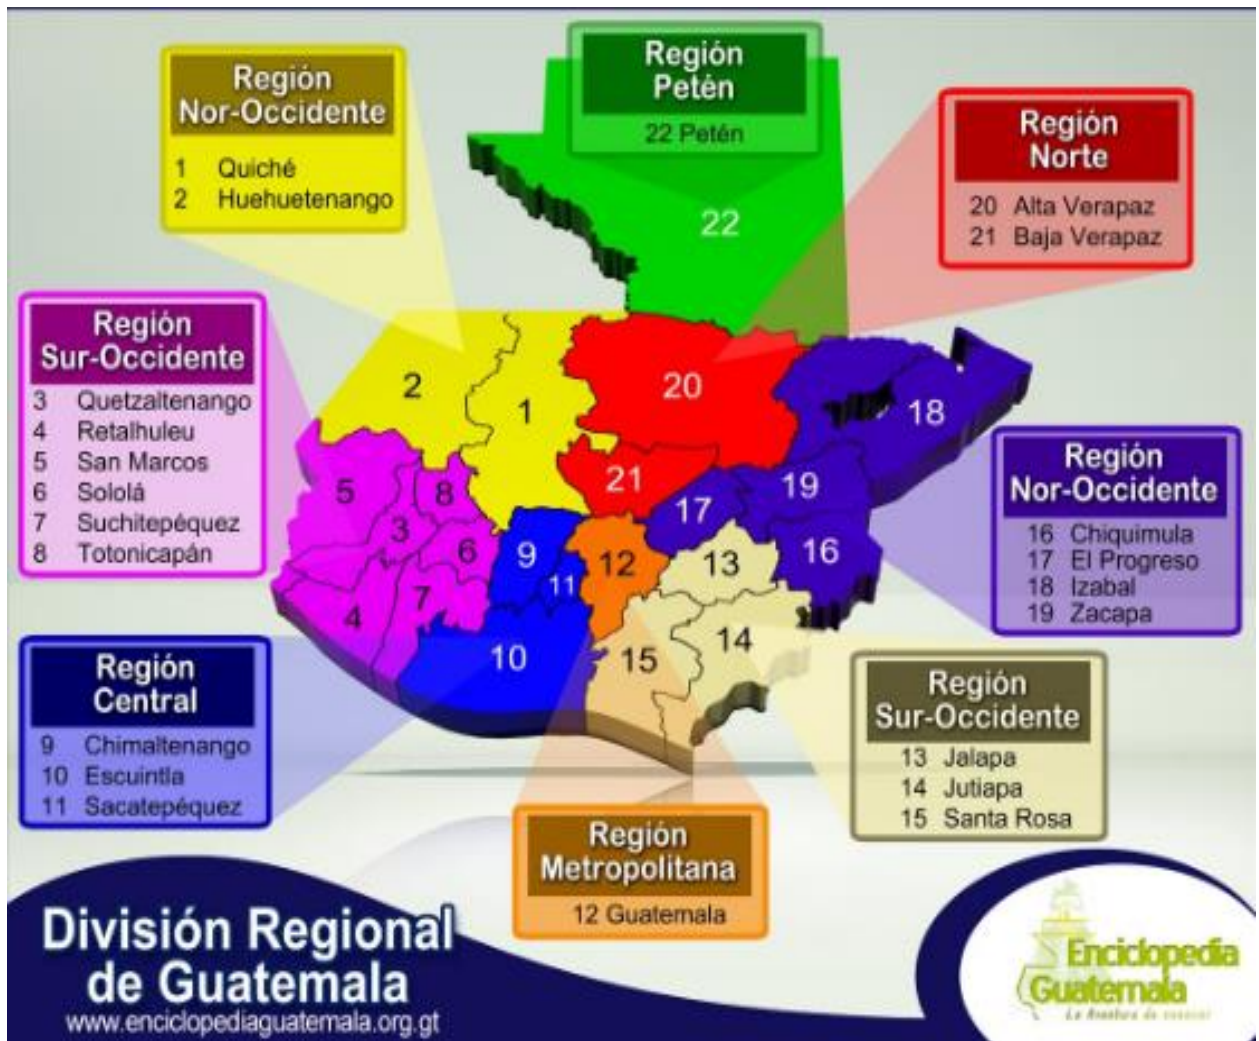 Región
Nor-Occidente
1 Quiché
2 Huehuetenango
Región
Petén
22 Petén
Región
Norte
20 Alta Verapaz
21 Baja Verapaz
Región
Sur-Occidente
3 Quetzaltenango
4 Retalhuleu
5 San Marcos
6 Sololá
7 Suchitepéquez
8 Totonicapán
22
2
1
20
18
5
8
21
19
3
17
6
9
11
12
13
16
4
7
10
15
14
Región
Nor-Occidente
16 Chiquimula
17 El Progreso
18 Izabal
19 Zacapa
Región
Central
9 Chimaltenango
10 Escuintla
11 Sacatepéquez
Región
Sur-Occidente
13 Jalapa
14 Jutiapa
15 Santa Rosa
Región
Metropolitana
12 Guatemala
División Regional
de Guatemala
www.enciclopediaguatemala.org.gt
Enciclopedia
Guatemala
La
de